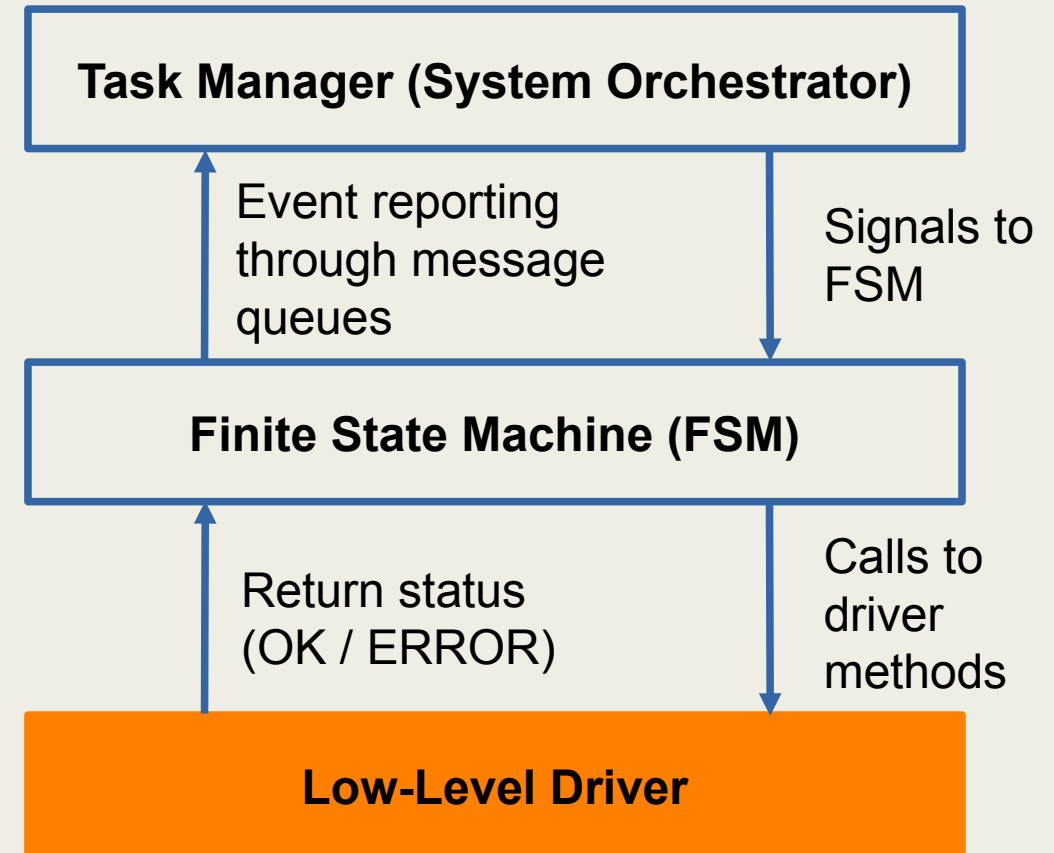 Task Manager (System Orchestrator)
Event reporting
through message
queues
Signals to
FSM
Finite State Machine (FSM)
Return status
(OK / ERROR)
Calls to
driver
methods
Low-Level Driver